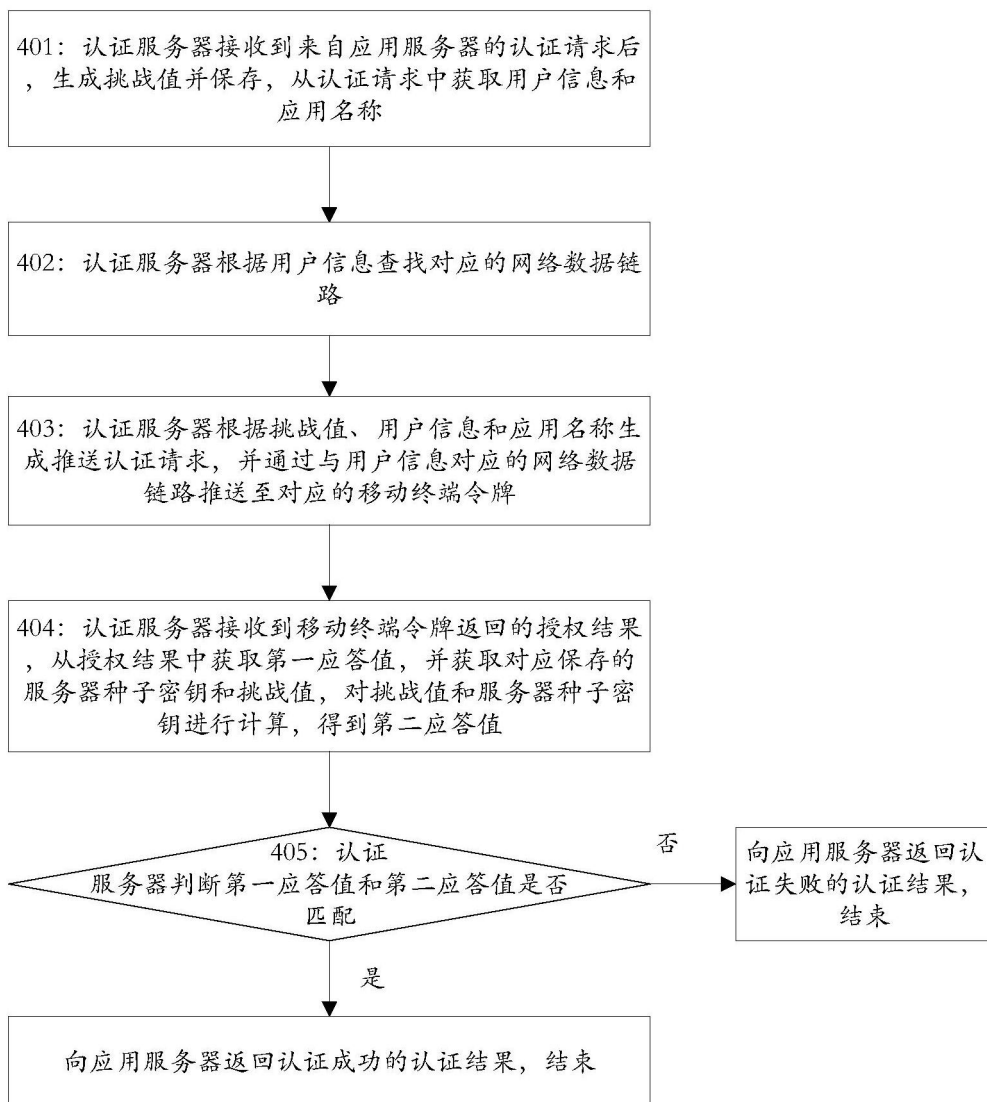 401：认证服务器接收到来自应用服务器的认证请求后
，生成挑战值并保存，从认证请求中获取用户信息和
应用名称
402：认证服务器根据用户信息查找对应的网络数据链
路
403：认证服务器根据挑战值、用户信息和应用名称生
成推送认证请求，并通过与用户信息对应的网络数据
链路推送至对应的移动终端令牌
404：认证服务器接收到移动终端令牌返回的授权结果
，从授权结果中获取第一应答值，并获取对应保存的
服务器种子密钥和挑战值，对挑战值和服务器种子密
钥进行计算，得到第二应答值
405：认证
服务器判断第一应答值和第二应答值是否
匹配
否
向应用服务器返回认
证失败的认证结果，
结束
是
向应用服务器返回认证成功的认证结果，结束